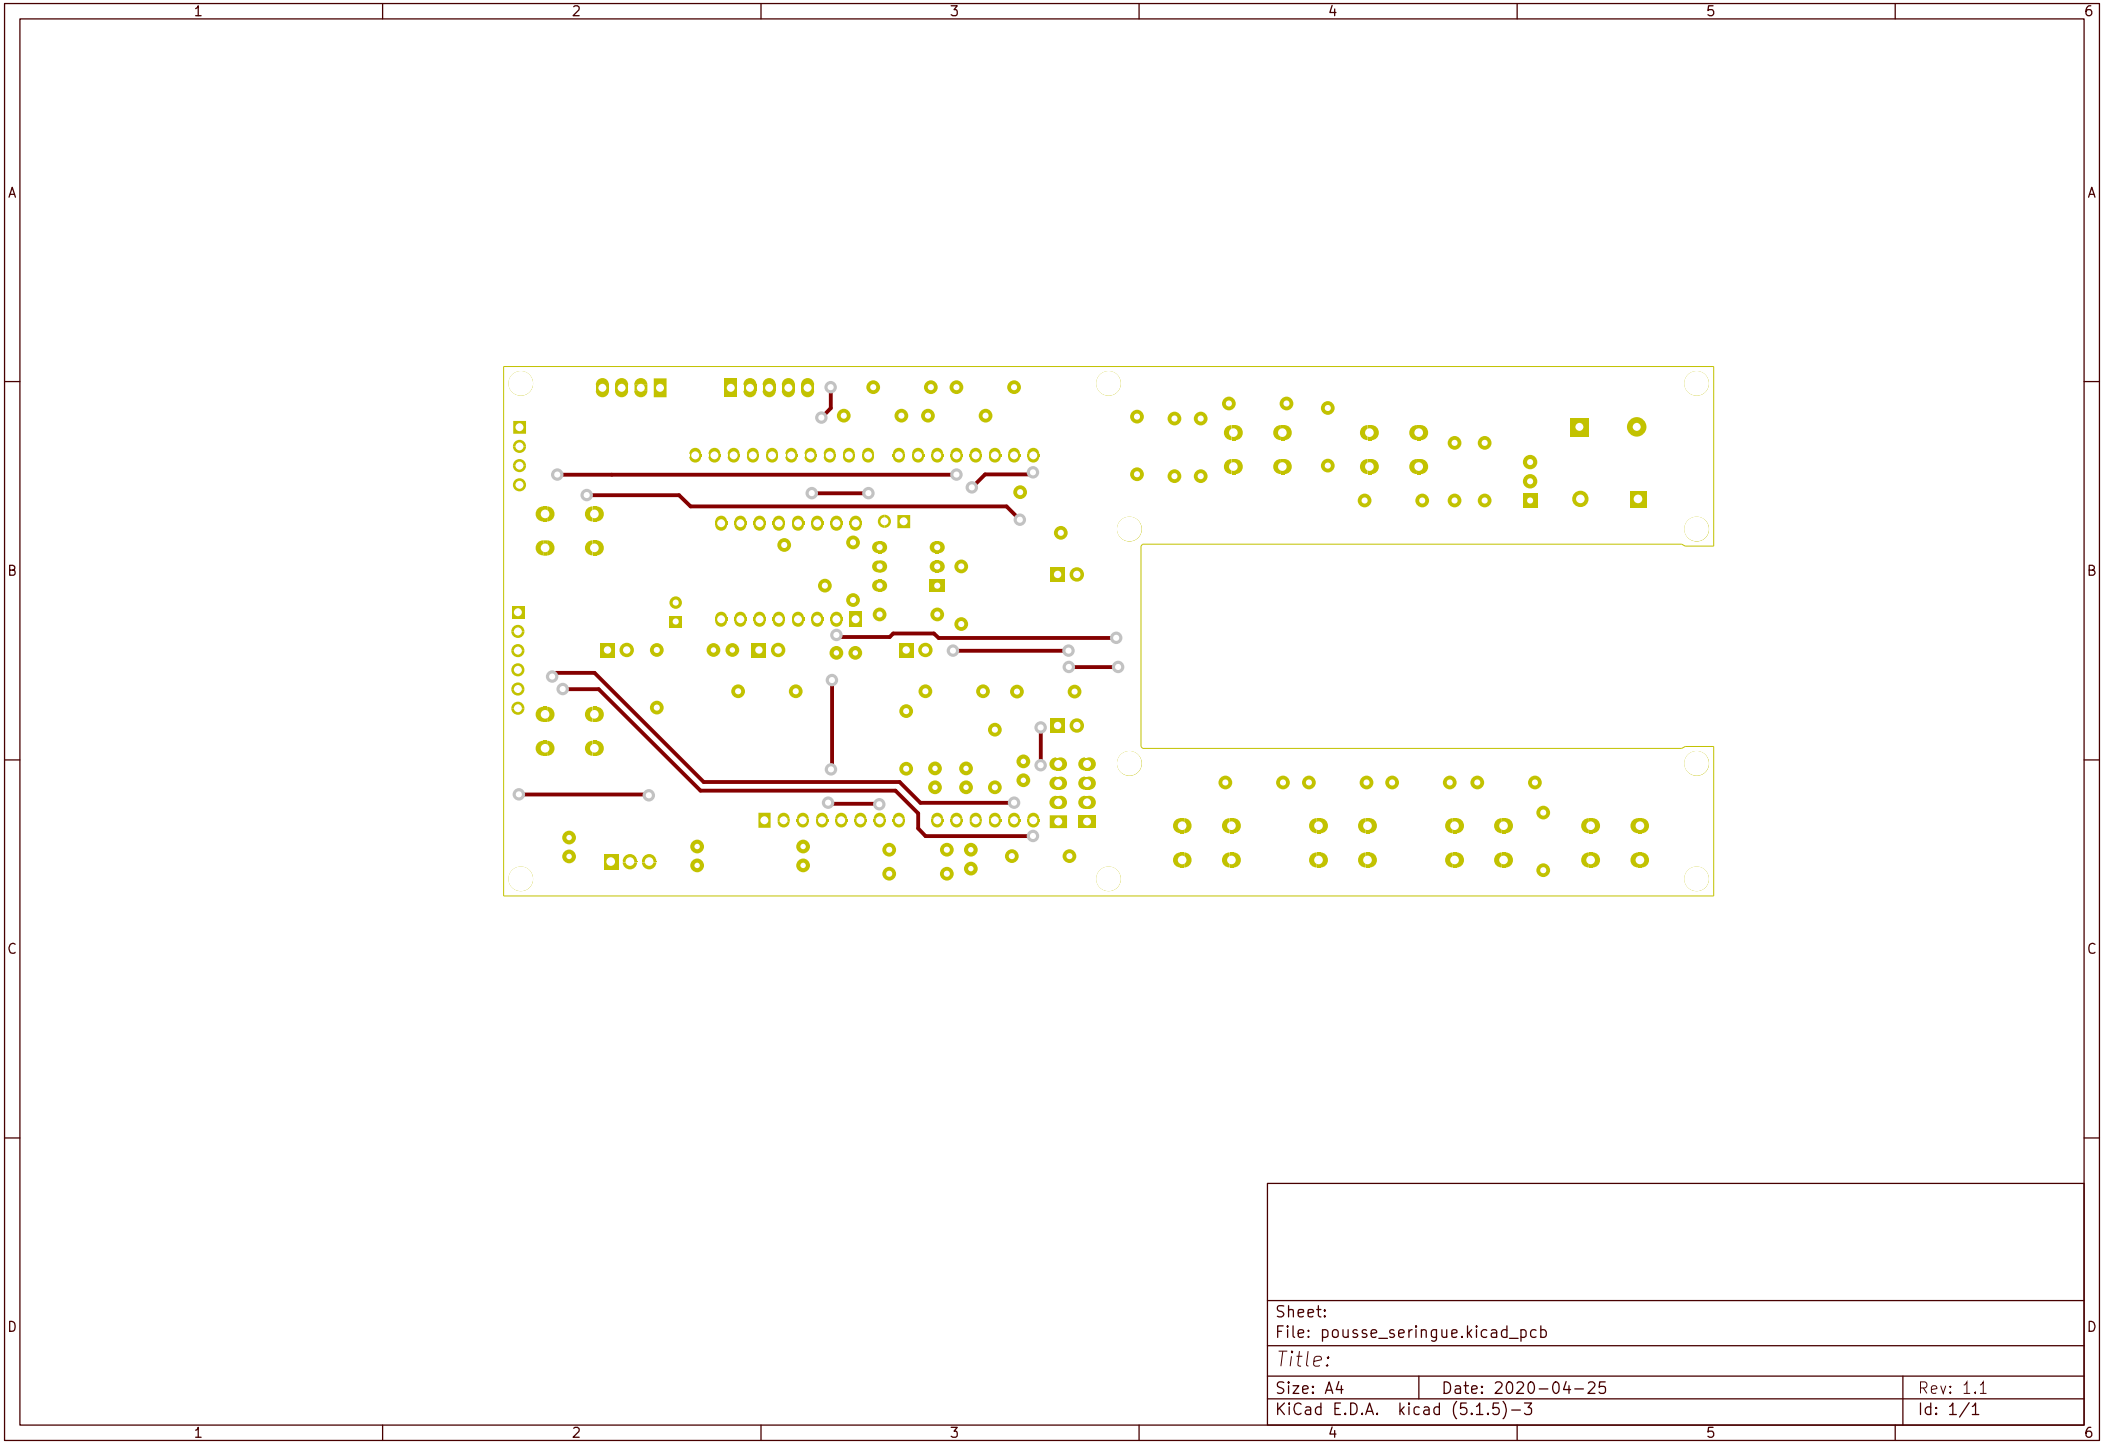 1 2 3 4 5 6
A A
B B
C C
D D
Sheet:
File: pousse_seringue.kicad_pcb
Title:
Size: A4 Date: 2020-04-25 Rev: 1.1
KiCad E.D.A. kicad (5.1.5)-3 Id: 1/1
1 2 3 4 5 6